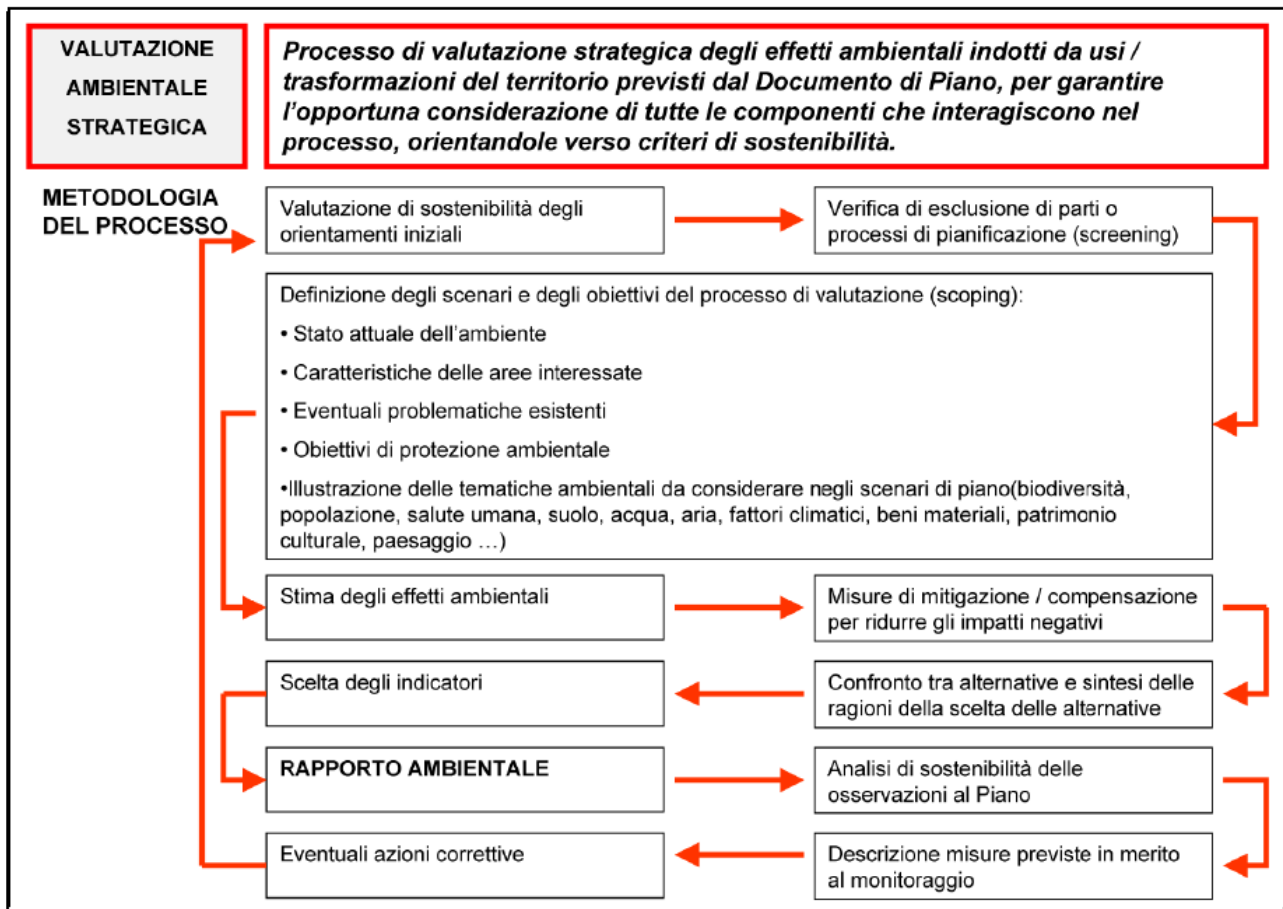 VALUTAZIONE
AMBIENTALE
STRATEGICA
Processo di valutazione strategica degli effetti ambientali indotti da usi /
trasformazioni del territorio previsti dal Documento di Piano, per garantire
l'opportuna considerazione di tutte le componenti che interagiscono nel
processo, orientandole verso criteri di sostenibilità.
METODOLOGIA
DEL PROCESSO
Valutazione di sostenibilità degli
orientamenti iniziali
Verifica di esclusione di parti o
processi di pianificazione (screening)
Definizione degli scenari e degli obiettivi del processo di valutazione (scoping):
• Stato attuale dell'ambiente
• Caratteristiche delle aree interessate
• Eventuali problematiche esistenti
• Obiettivi di protezione ambientale
•Illustrazione delle tematiche ambientali da considerare negli scenari di piano(biodiversità,
popolazione, salute umana, suolo, acqua, aria, fattori climatici, beni materiali, patrimonio
culturale, paesaggio …)
Stima degli effetti ambientali
Misure di mitigazione / compensazione
per ridurre gli impatti negativi
Scelta degli indicatori
Confronto tra alternative e sintesi delle
ragioni della scelta delle alternative
RAPPORTO AMBIENTALE
Analisi di sostenibilità delle
osservazioni al Piano
Eventuali azioni correttive
Descrizione misure previste in merito
al monitoraggio